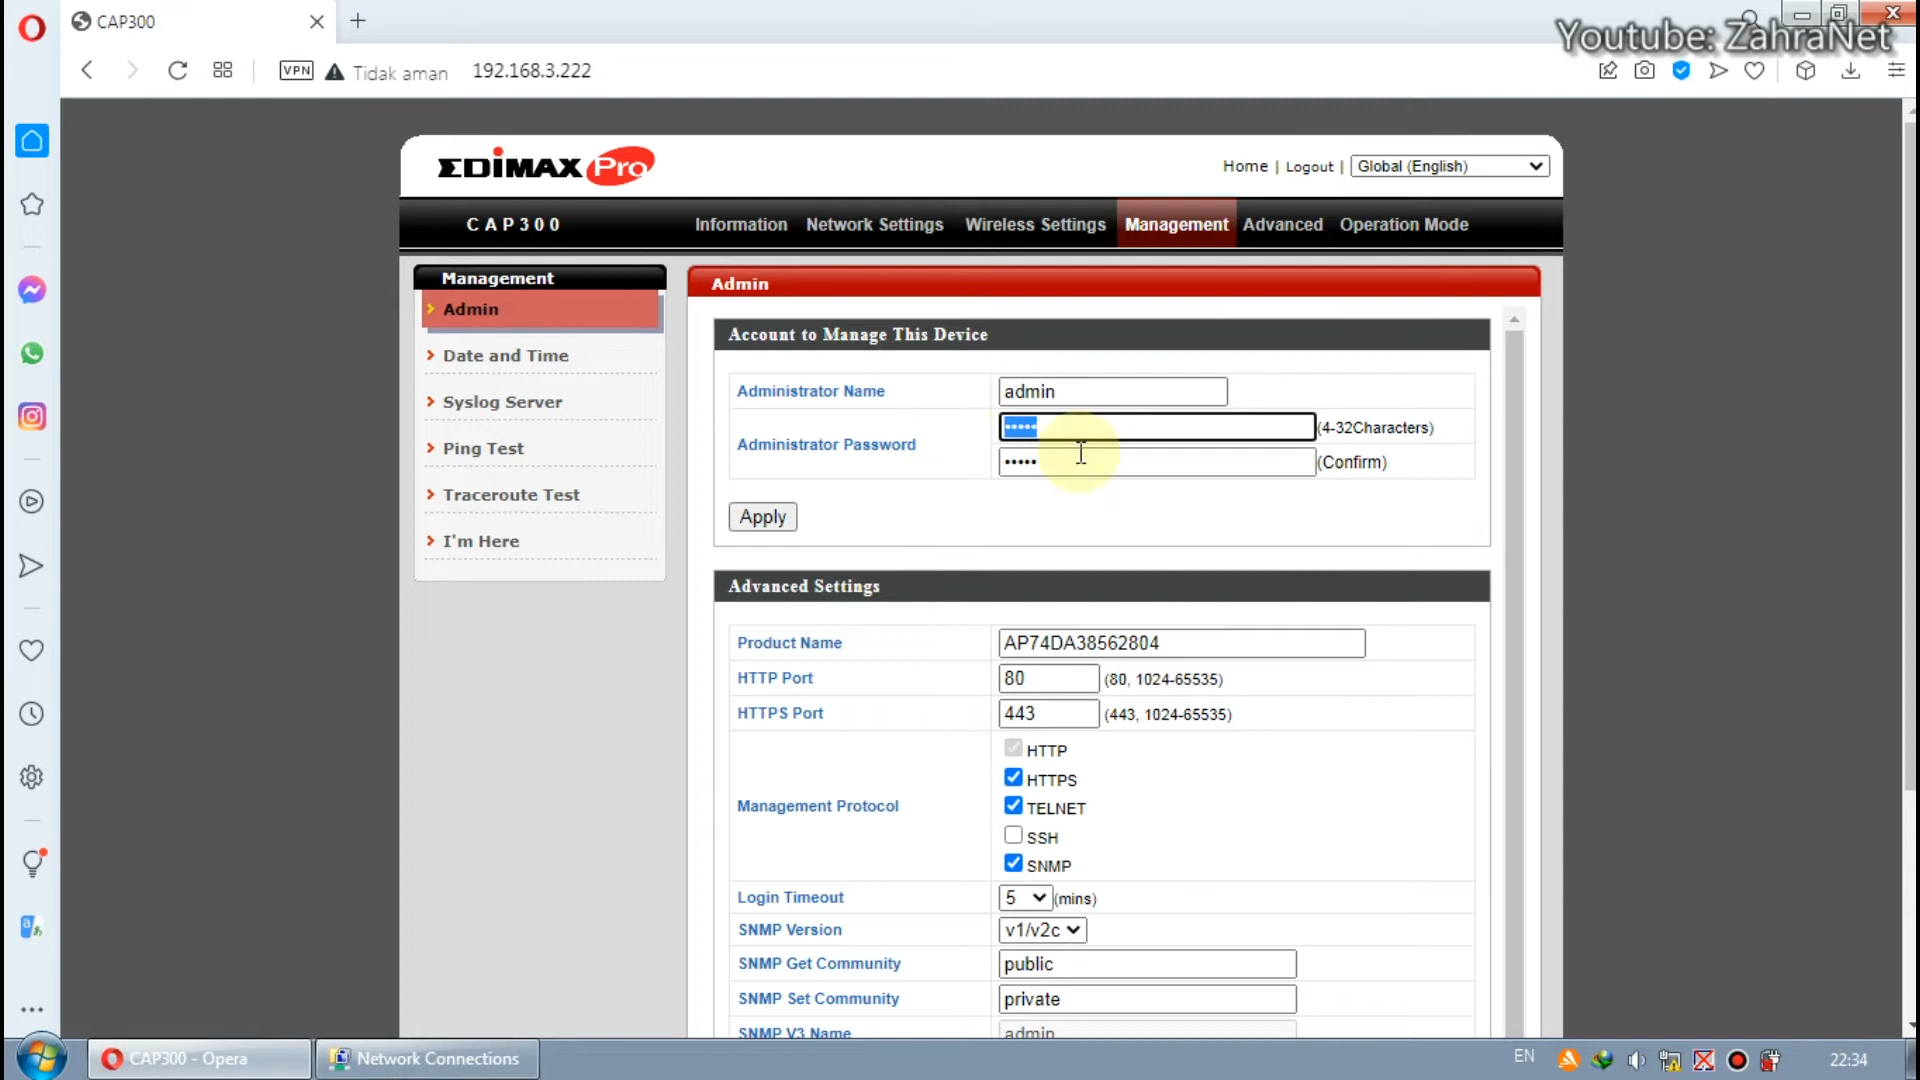 CAP300
Youtube: ZahraNet
VPN
Tidak aman
192.168.3.222
EDIMAX Pro
Home | Logout | Global (English)
CAP300
Information
Network Settings
Wireless Settings
Management
Advanced
Operation Mode
Management
Admin
Date and Time
Syslog Server
Ping Test
Traceroute Test
I'm Here
Admin
Account to Manage This Device
Administrator Name
admin
Administrator Password
•••••
(4-32Characters)
•••••
(Confirm)
Apply
Advanced Settings
Product Name
AP74DA38562804
HTTP Port
80
(80, 1024-65535)
HTTPS Port
443
(443, 1024-65535)
Management Protocol
HTTP
HTTPS
TELNET
SSH
SNMP
Login Timeout
5
(mins)
SNMP Version
v1/v2c
SNMP Get Community
public
SNMP Set Community
private
SNMP V3 Name
admin
CAP300 - Opera
Network Connections
EN
22:34